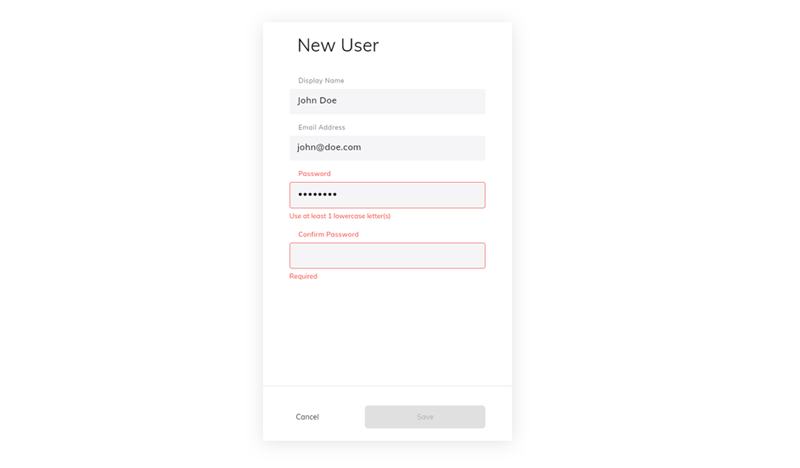 New User
Display Name
John Doe
Email Address
john@doe.com
Password
••••••••
Use at least 1 lowercase letter(s)
Confirm Password
Required
Cancel
Save